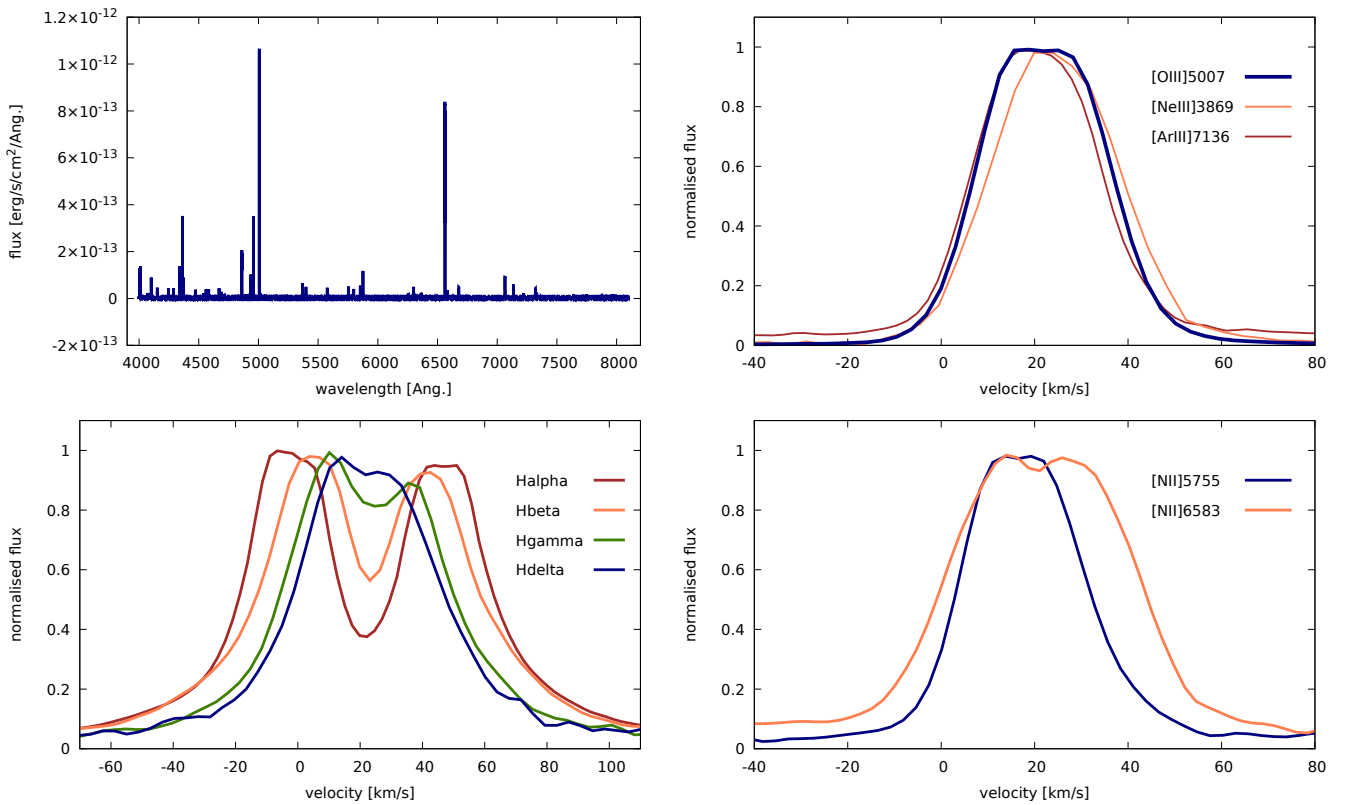 1.2×10⁻¹²
1×10⁻¹²
8×10⁻¹³
6×10⁻¹³
4×10⁻¹³
2×10⁻¹³
0
-2×10⁻¹³
4000 4500 5000 5500 6000 6500 7000 7500 8000
flux [erg/s/cm²/Ang.]
wavelength [Ang.]
1
0.8
0.6
0.4
0.2
0
-40 -20 0 20 40 60 80
normalised flux
velocity [km/s]
[OIII]5007
[NeIII]3869
[ArIII]7136
1
0.8
0.6
0.4
0.2
0
-60 -40 -20 0 20 40 60 80 100
normalised flux
velocity [km/s]
Halpha
Hbeta
Hgamma
Hdelta
1
0.8
0.6
0.4
0.2
0
-40 -20 0 20 40 60 80
normalised flux
velocity [km/s]
[NII]5755
[NII]6583